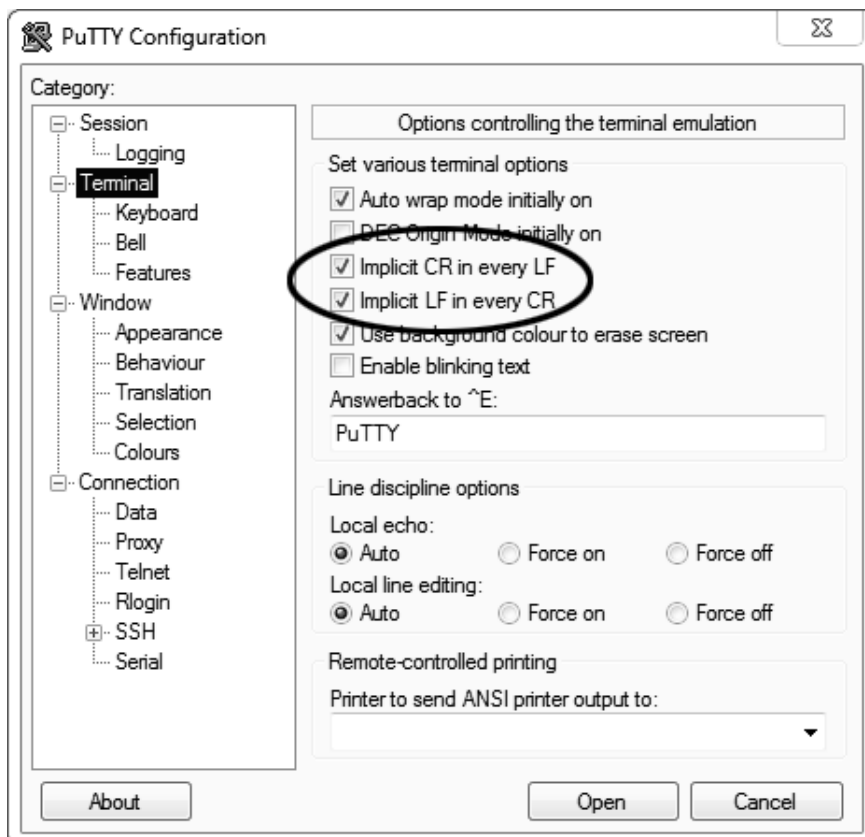 PuTTY Configuration
Category:
Session
Logging
Terminal
Keyboard
Bell
Features
Window
Appearance
Behaviour
Translation
Selection
Colours
Connection
Data
Proxy
Telnet
Rlogin
SSH
Serial
Options controlling the terminal emulation
Set various terminal options
Auto wrap mode initially on
DEC Origin Mode initially on
Implicit CR in every LF
Implicit LF in every CR
Use background colour to erase screen
Enable blinking text
Answerback to ^E:
PuTTY
Line discipline options
Local echo:
Auto Force on Force off
Local line editing:
Auto Force on Force off
Remote-controlled printing
Printer to send ANSI printer output to:
About Open Cancel